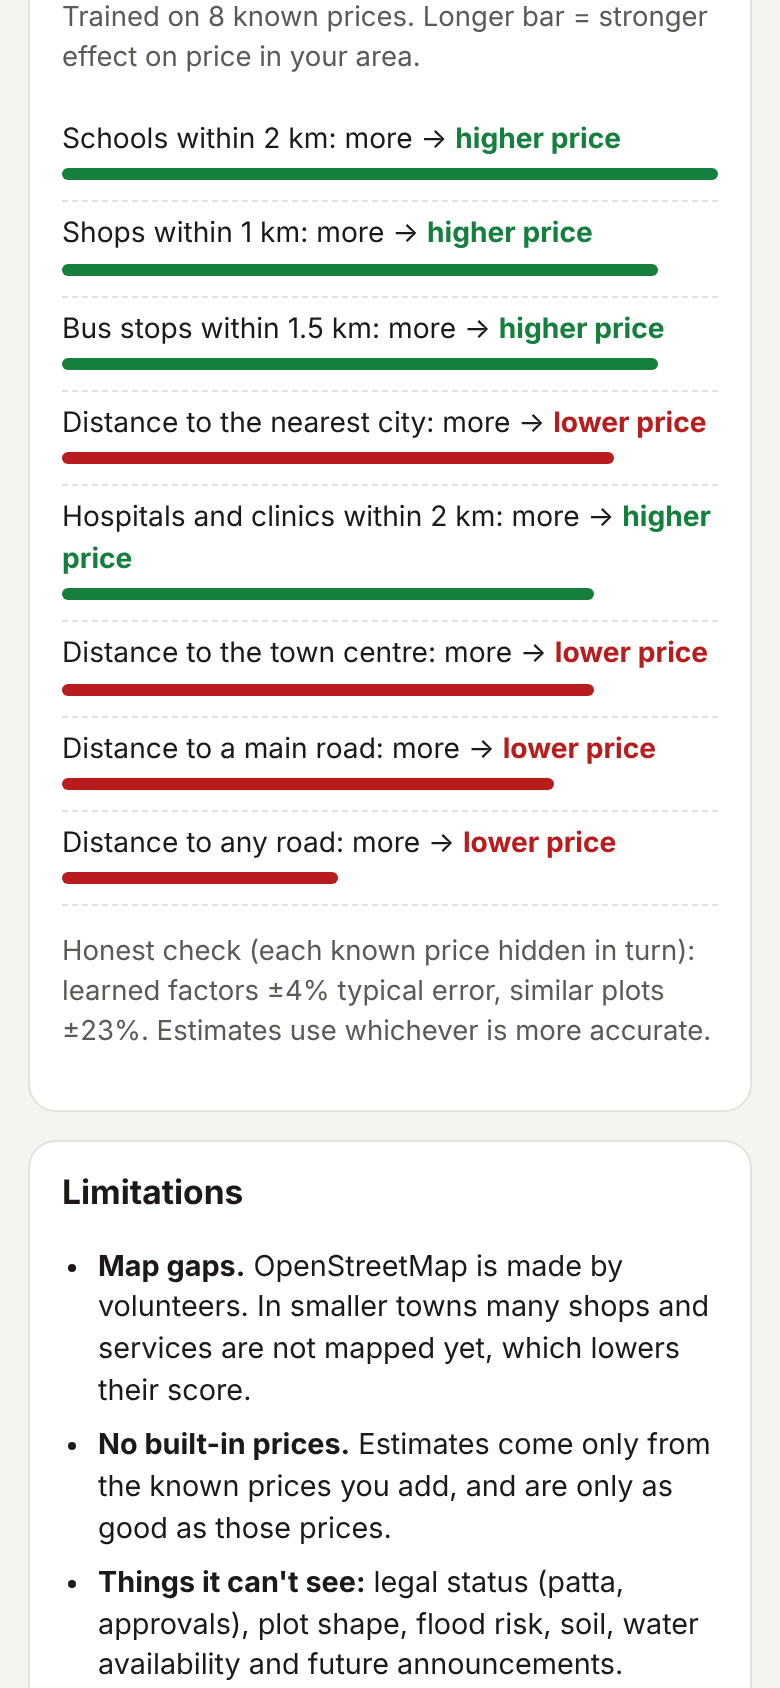 Trained on 8 known prices. Longer bar = stronger
effect on price in your area.
Schools within 2 km: more → higher price
Shops within 1 km: more → higher price
Bus stops within 1.5 km: more → higher price
Distance to the nearest city: more → lower price
Hospitals and clinics within 2 km: more → higher
price
Distance to the town centre: more → lower price
Distance to a main road: more → lower price
Distance to any road: more → lower price
Honest check (each known price hidden in turn):
learned factors ±4% typical error, similar plots
±23%. Estimates use whichever is more accurate.
Limitations
• Map gaps. OpenStreetMap is made by
volunteers. In smaller towns many shops and
services are not mapped yet, which lowers
their score.
• No built-in prices. Estimates come only from
the known prices you add, and are only as
good as those prices.
• Things it can't see: legal status (patta,
approvals), plot shape, flood risk, soil, water
availability and future announcements.